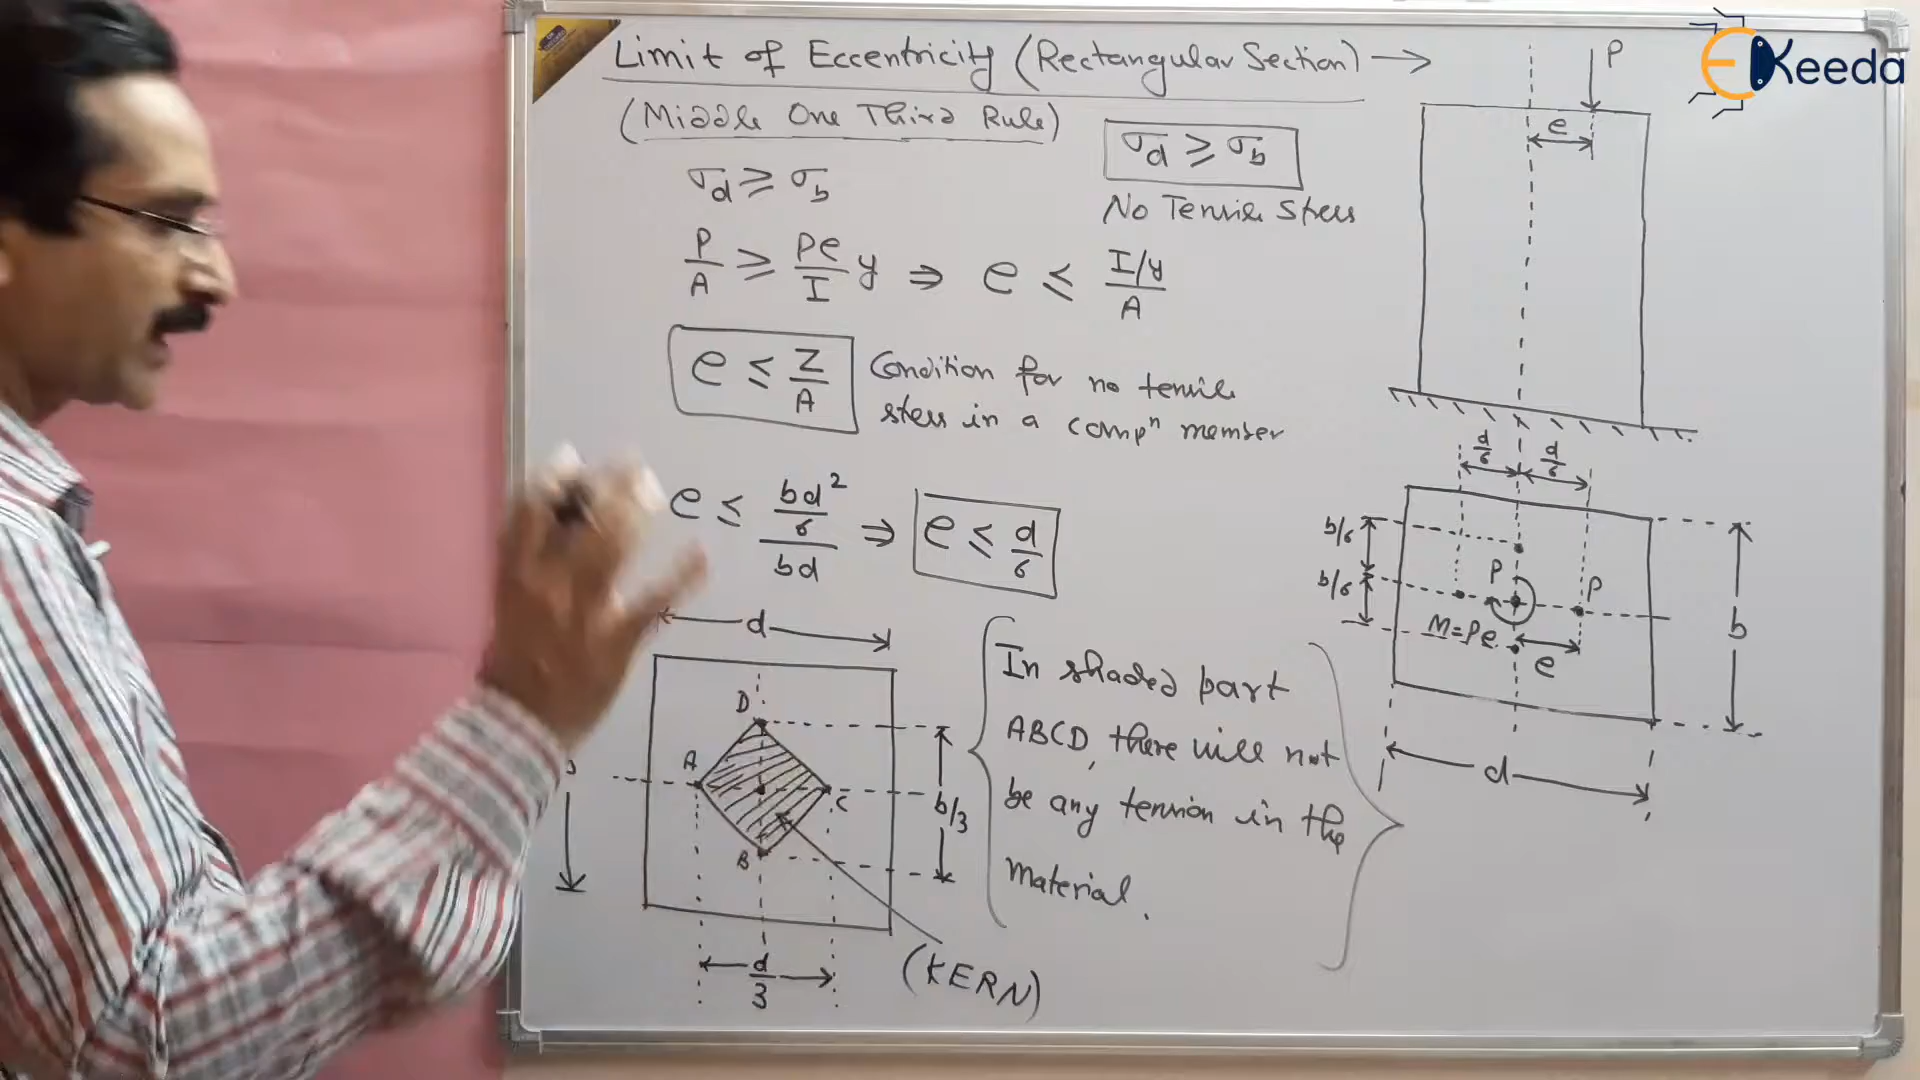 Limit of Eccentricity (Rectangular Section) →
(Middle One Third Rule)
σd ≥ σb
No Tensile Stress
σd ≥ σb
P/A ≥ Pe/I y ⇒ e ≤ (I/y)/A
e ≤ Z/A
Condition for no tensile
stess in a compⁿ member
e ≤ (bd²/6)/(bd) ⇒ e ≤ d/6
d
D
A
C
B
b/3
d/3
(KERN)
In shaded part
ABCD, there will not
be any tension in the
material.
P
e
d/6 d/6
b/6
b/6
P
P
M=Pe
e
b
d
EKeeda